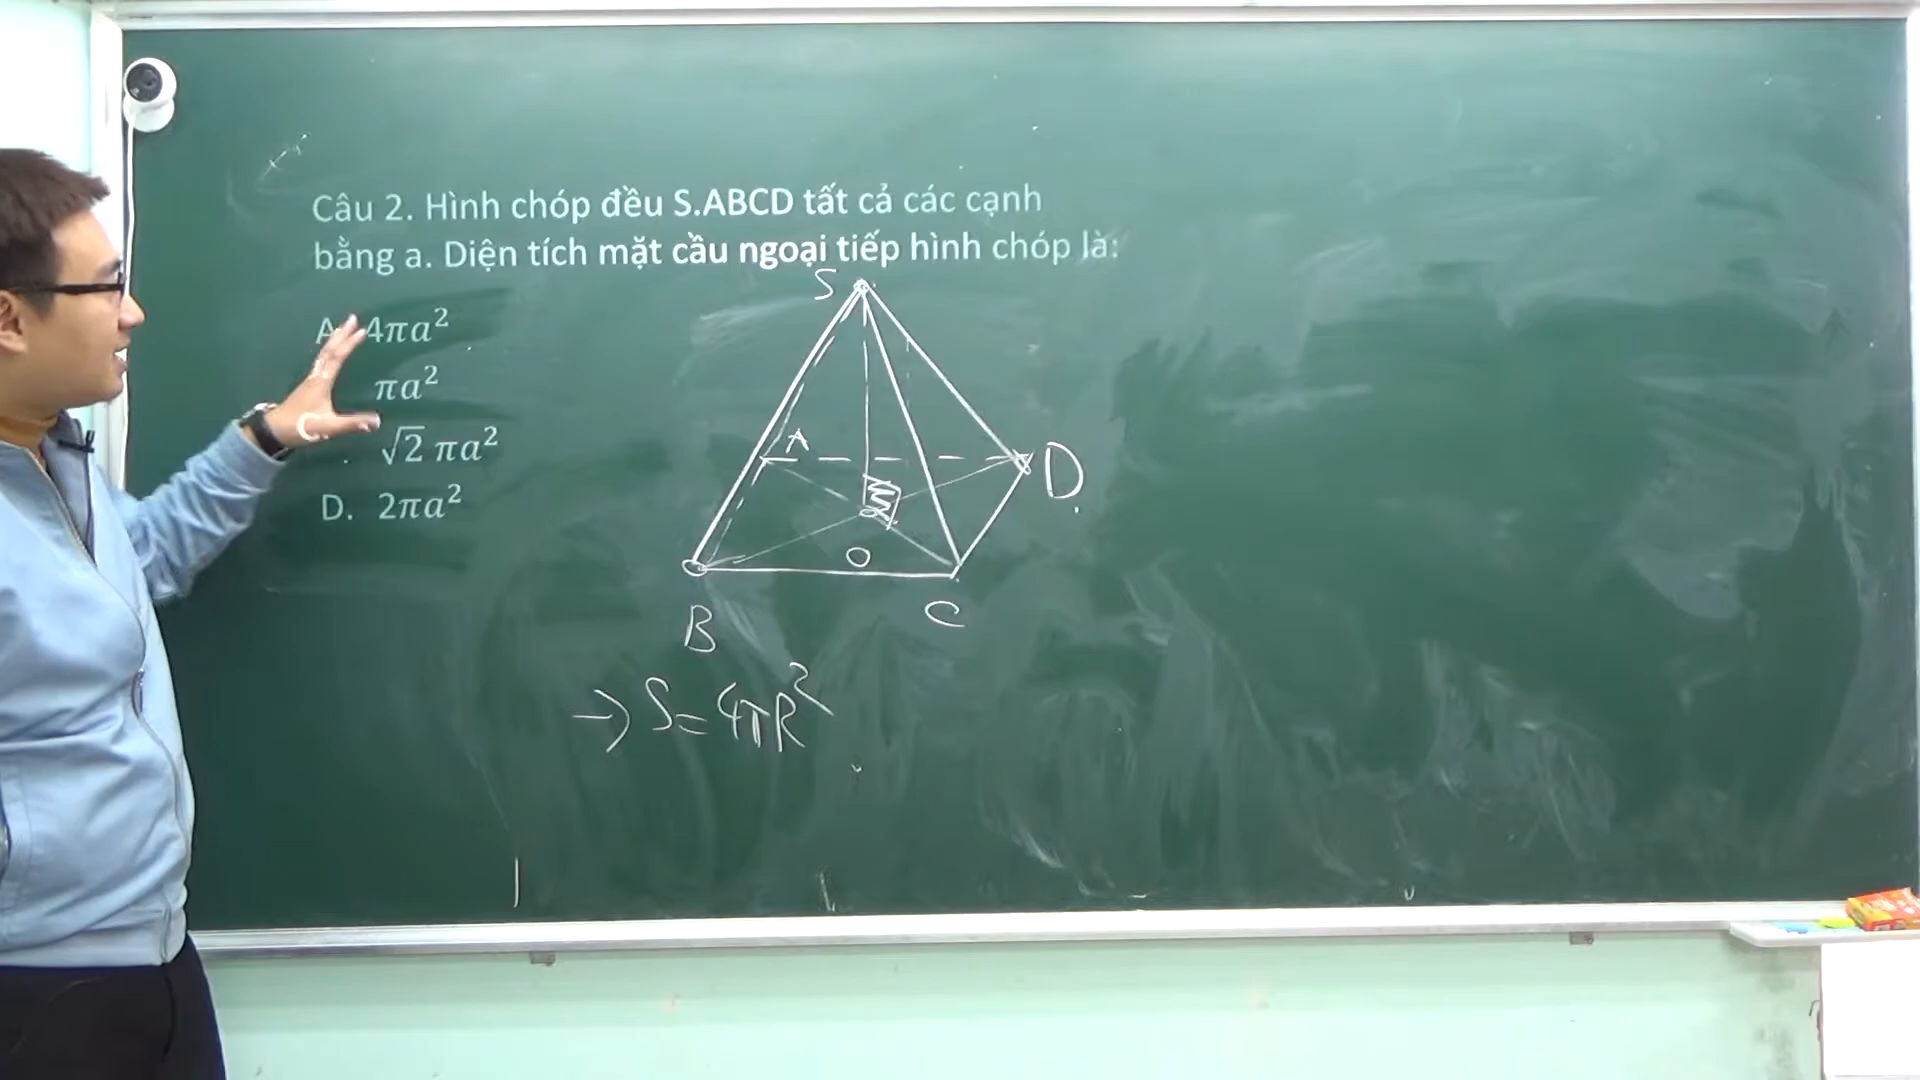 Câu 2. Hình chóp đều S.ABCD tất cả các cạnh
bằng a. Diện tích mặt cầu ngoại tiếp hình chóp là:
A. 4πa²
πa²
C. √2 πa²
D. 2πa²
S
A
D
O
B
C
→ S = 4πR²